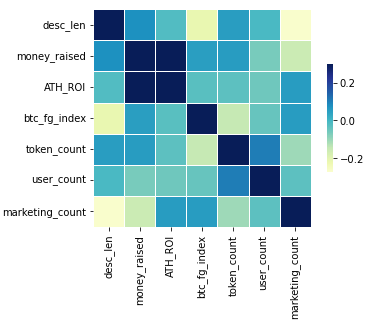 desc_len
money_raised
ATH_ROI
btc_fg_index
token_count
user_count
marketing_count
0.2
0.0
−0.2
desc_len
money_raised
ATH_ROI
btc_fg_index
token_count
user_count
marketing_count